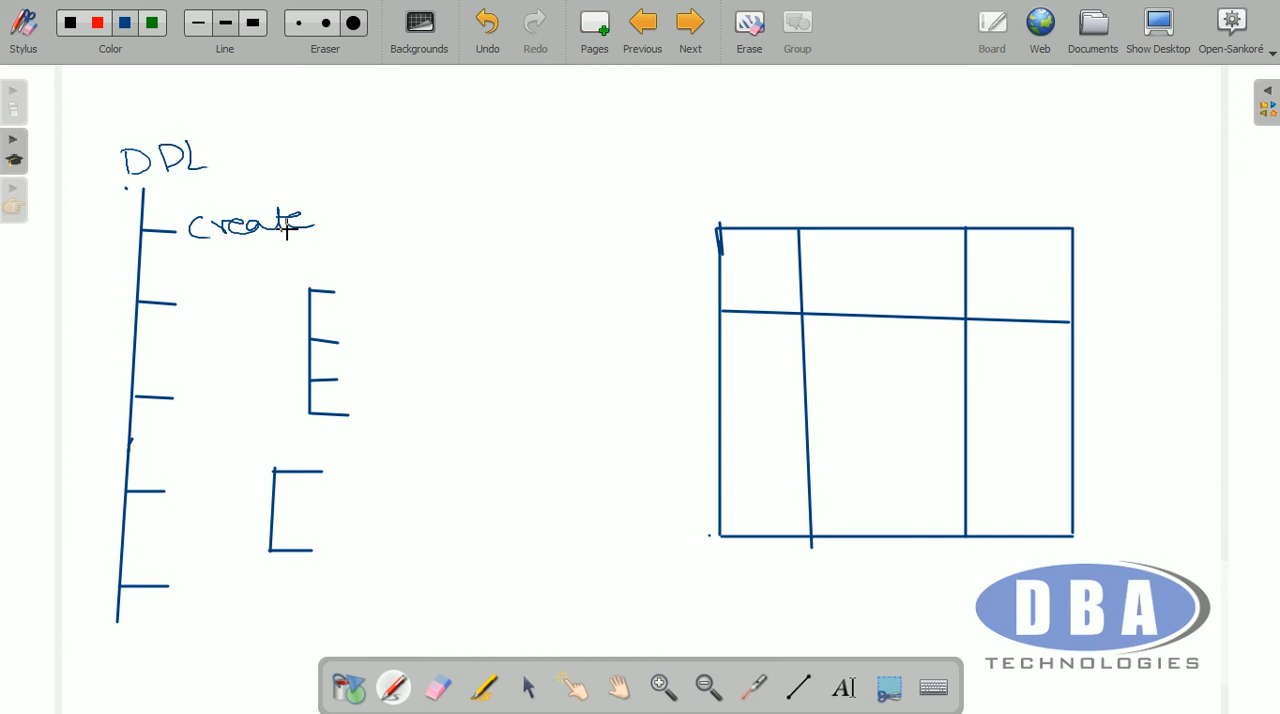 Stylus Color Line Eraser Backgrounds Undo Redo Pages Previous Next Erase Group Board Web Documents Show Desktop Open-Sankoré
DDL
create
DBA
TECHNOLOGIES